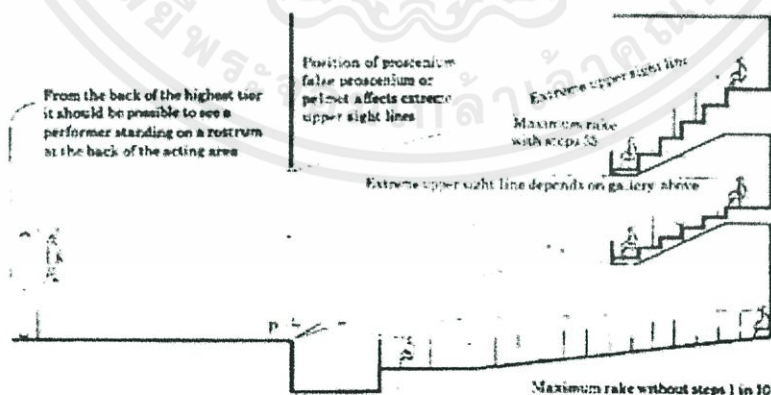 From the back of the highest tier
it should be possible to see a
performer standing on a rostrum
at the back of the acting area
Position of proscenium
false proscenium or
pelmet affects extreme
upper sight lines
Extreme upper sight line
Maximum rake
with steps 35
Extreme upper sight line depends on gallery above
P
Maximum rake without steps 1 in 10